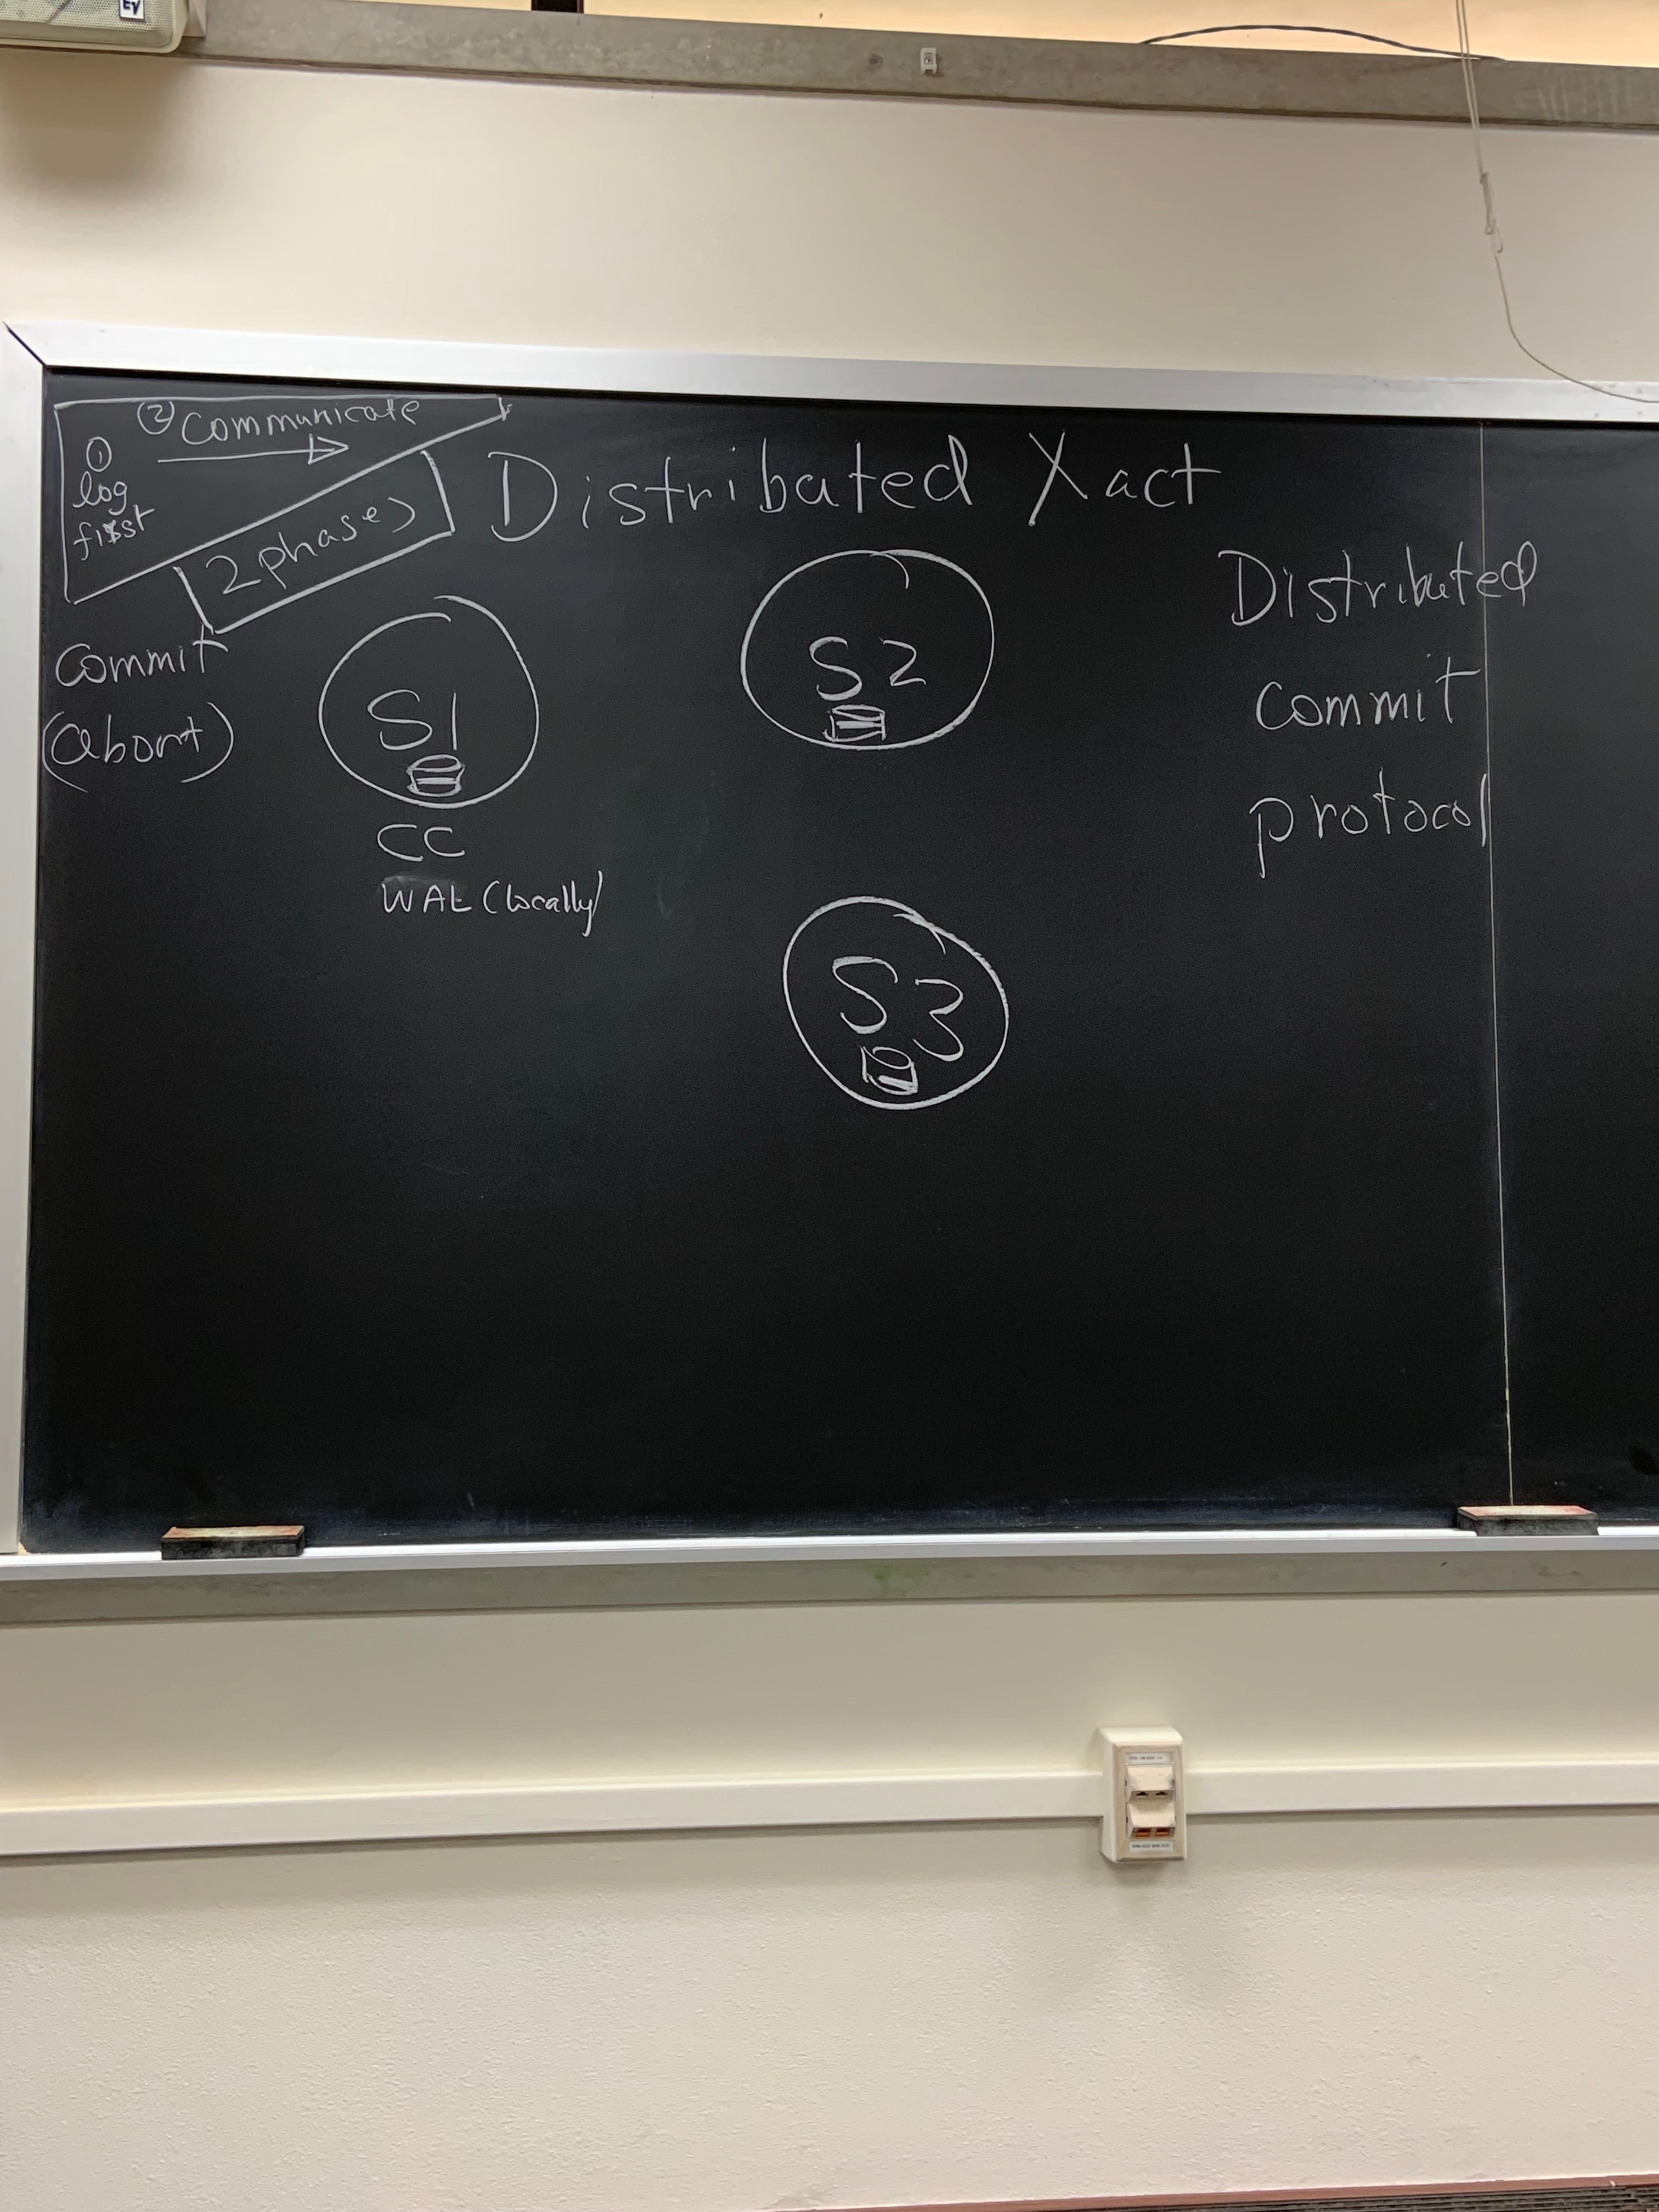 EV
② Communicate
①
log
first
2 phases
Distributed Xact
Commit
(abort)
S1
CC
WAL (locally)
S2
S3
Distributed
commit
protocol